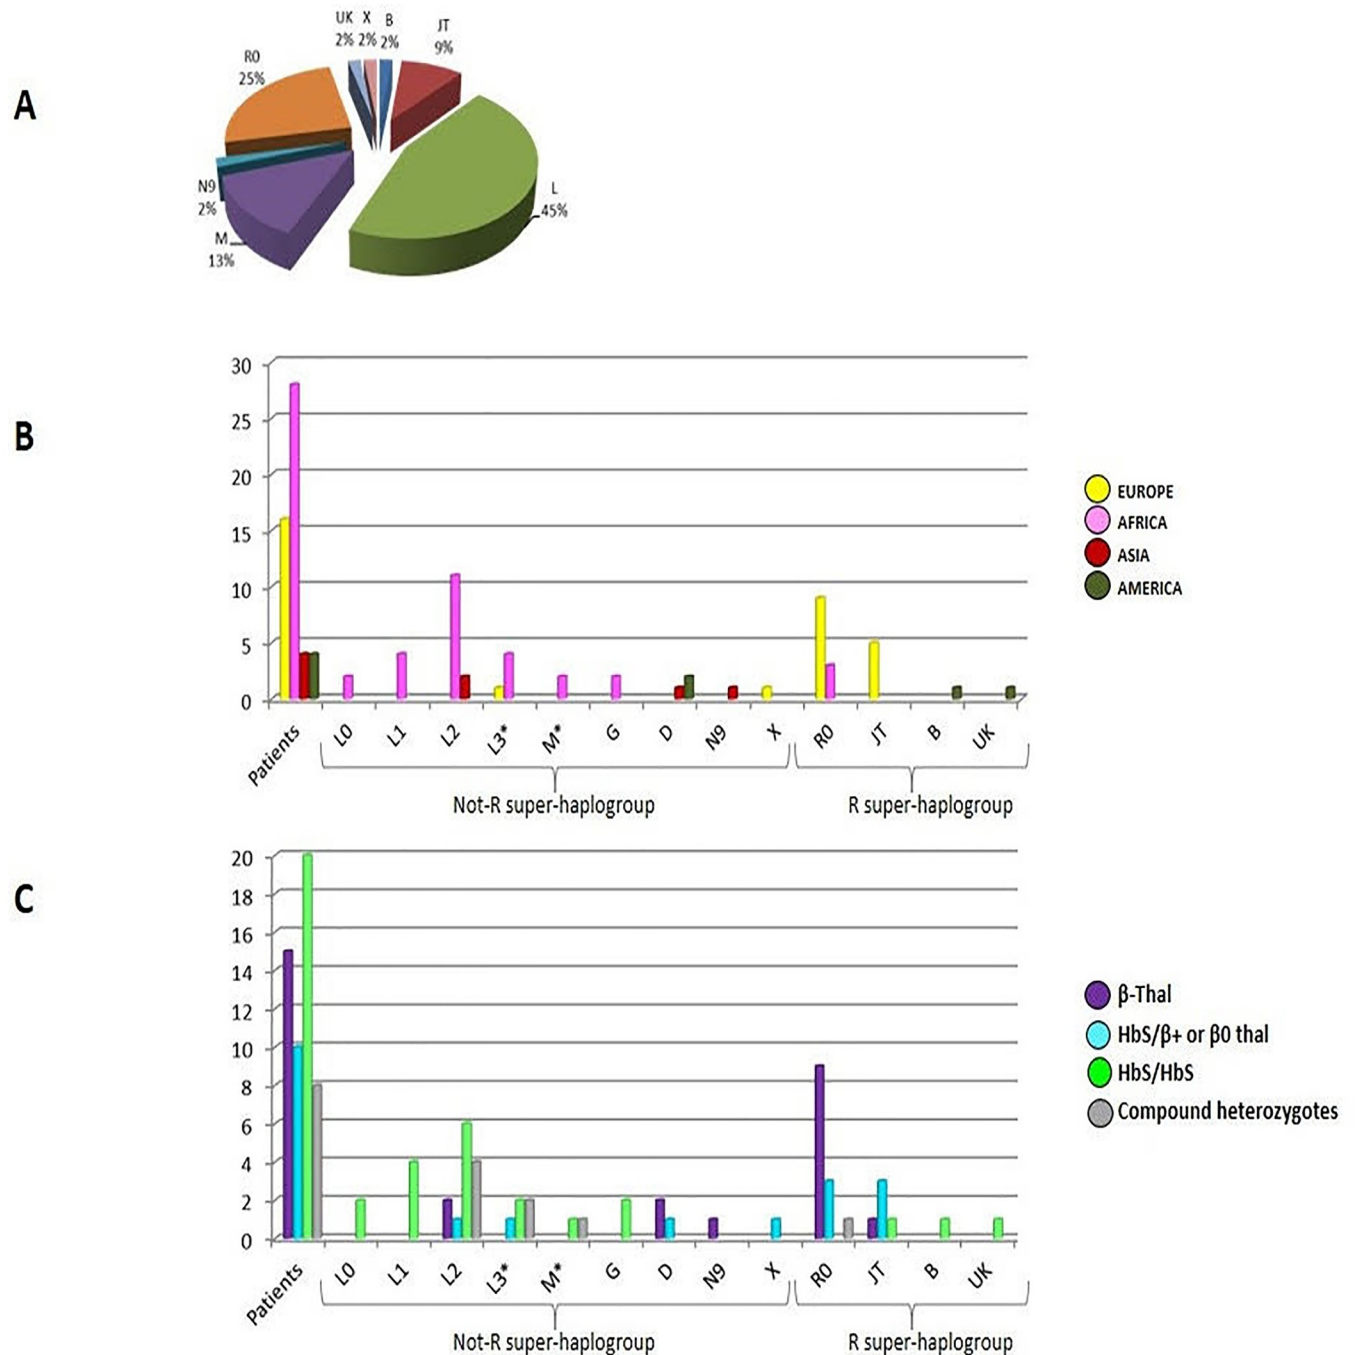 A
UK X B JT
2% 2% 2% 9%
R0
25%
L
45%
N9
2%
M
13%
B
30
25
20
15
10
5
0
Patients L0 L1 L2 L3* M* G D N9 X R0 JT B UK
Not-R super-haplogroup R super-haplogroup
EUROPE
AFRICA
ASIA
AMERICA
C
20
18
16
14
12
10
8
6
4
2
0
Patients L0 L1 L2 L3* M* G D N9 X R0 JT B UK
Not-R super-haplogroup R super-haplogroup
β-Thal
HbS/β+ or β0 thal
HbS/HbS
Compound heterozygotes